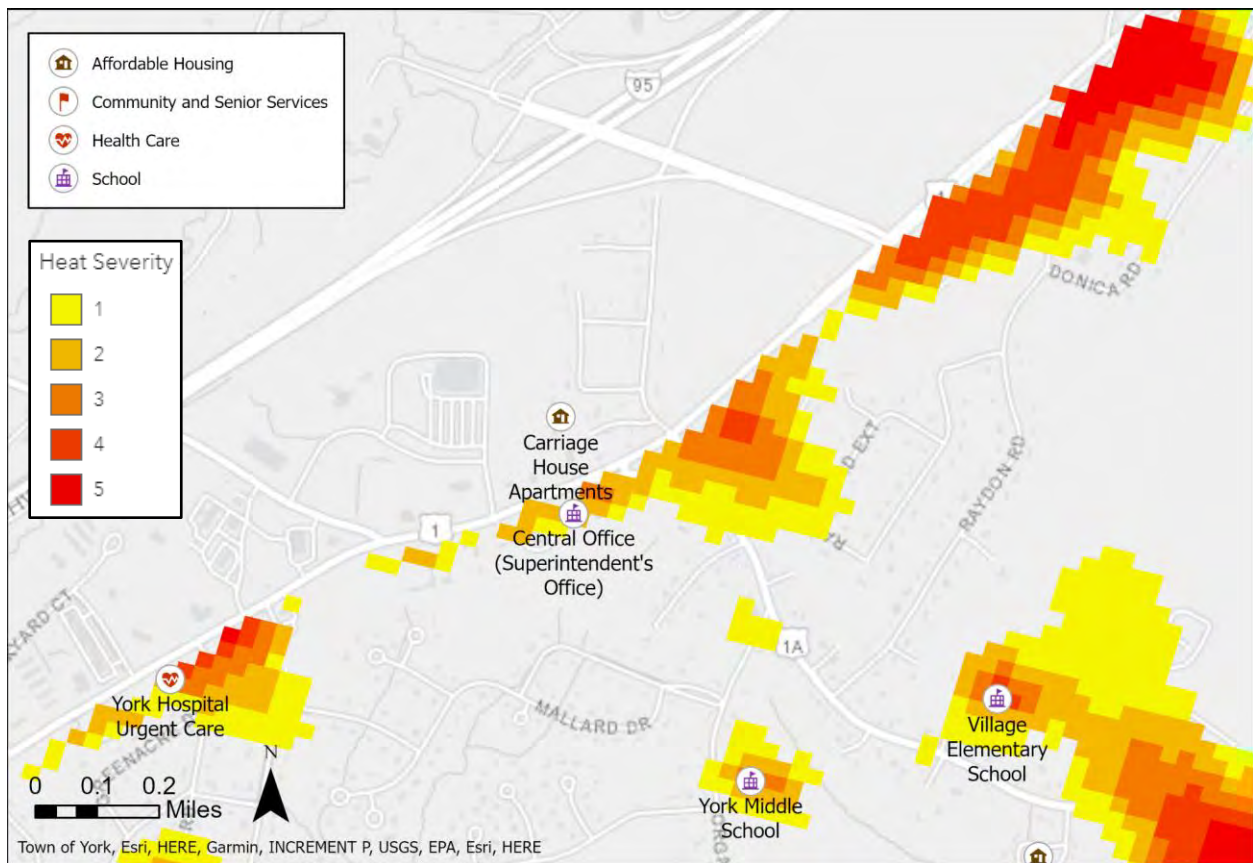 Affordable Housing
Community and Senior Services
Health Care
School
Heat Severity
1
2
3
4
5
95
1
DONICA RD
RAYDON RD
D EXT
Carriage
House
Apartments
Central Office
(Superintendent's
Office)
1
1A
YARD CT
York Hospital
Urgent Care
MALLARD DR
Village
Elementary
School
York Middle
School
N
0 0.1 0.2
Miles
Town of York, Esri, HERE, Garmin, INCREMENT P, USGS, EPA, Esri, HERE